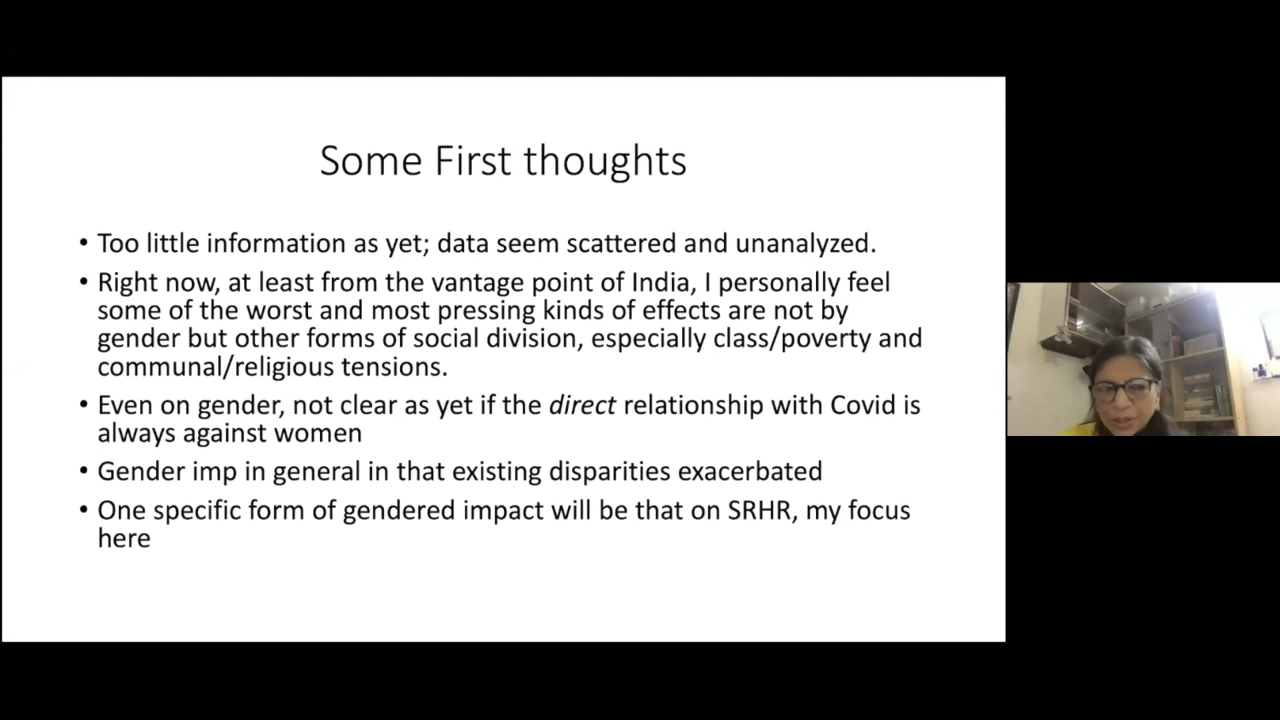 Some First thoughts
• Too little information as yet; data seem scattered and unanalyzed.
• Right now, at least from the vantage point of India, I personally feel
some of the worst and most pressing kinds of effects are not by
gender but other forms of social division, especially class/poverty and
communal/religious tensions.
• Even on gender, not clear as yet if the direct relationship with Covid is
always against women
• Gender imp in general in that existing disparities exacerbated
• One specific form of gendered impact will be that on SRHR, my focus
here